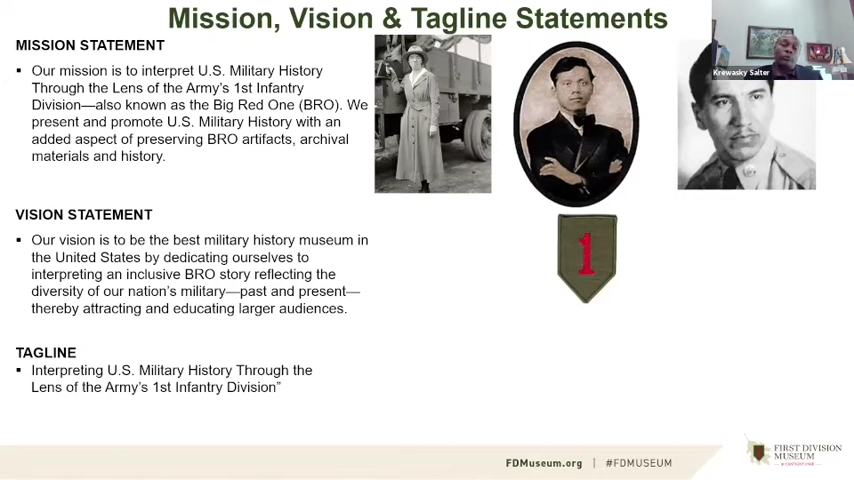 Mission, Vision & Tagline Statements
MISSION STATEMENT
▪ Our mission is to interpret U.S. Military History
Through the Lens of the Army's 1st Infantry
Division—also known as the Big Red One (BRO). We
present and promote U.S. Military History with an
added aspect of preserving BRO artifacts, archival
materials and history.
VISION STATEMENT
▪ Our vision is to be the best military history museum in
the United States by dedicating ourselves to
interpreting an inclusive BRO story reflecting the
diversity of our nation's military—past and present—
thereby attracting and educating larger audiences.
TAGLINE
▪ Interpreting U.S. Military History Through the
Lens of the Army's 1st Infantry Division”
1
Krewasky Salter
FDMuseum.org | #FDMUSEUM
FIRST DIVISION
MUSEUM